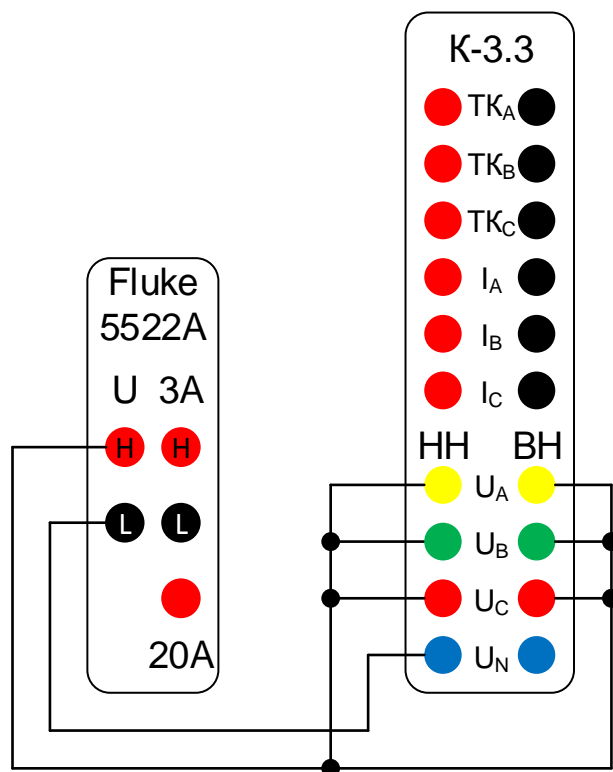 К-3.3
ТКA
ТКB
ТКC
IA
IB
IC
НН ВН
UA
UB
UC
UN
Fluke
5522A
U 3A
H H
L L
20A